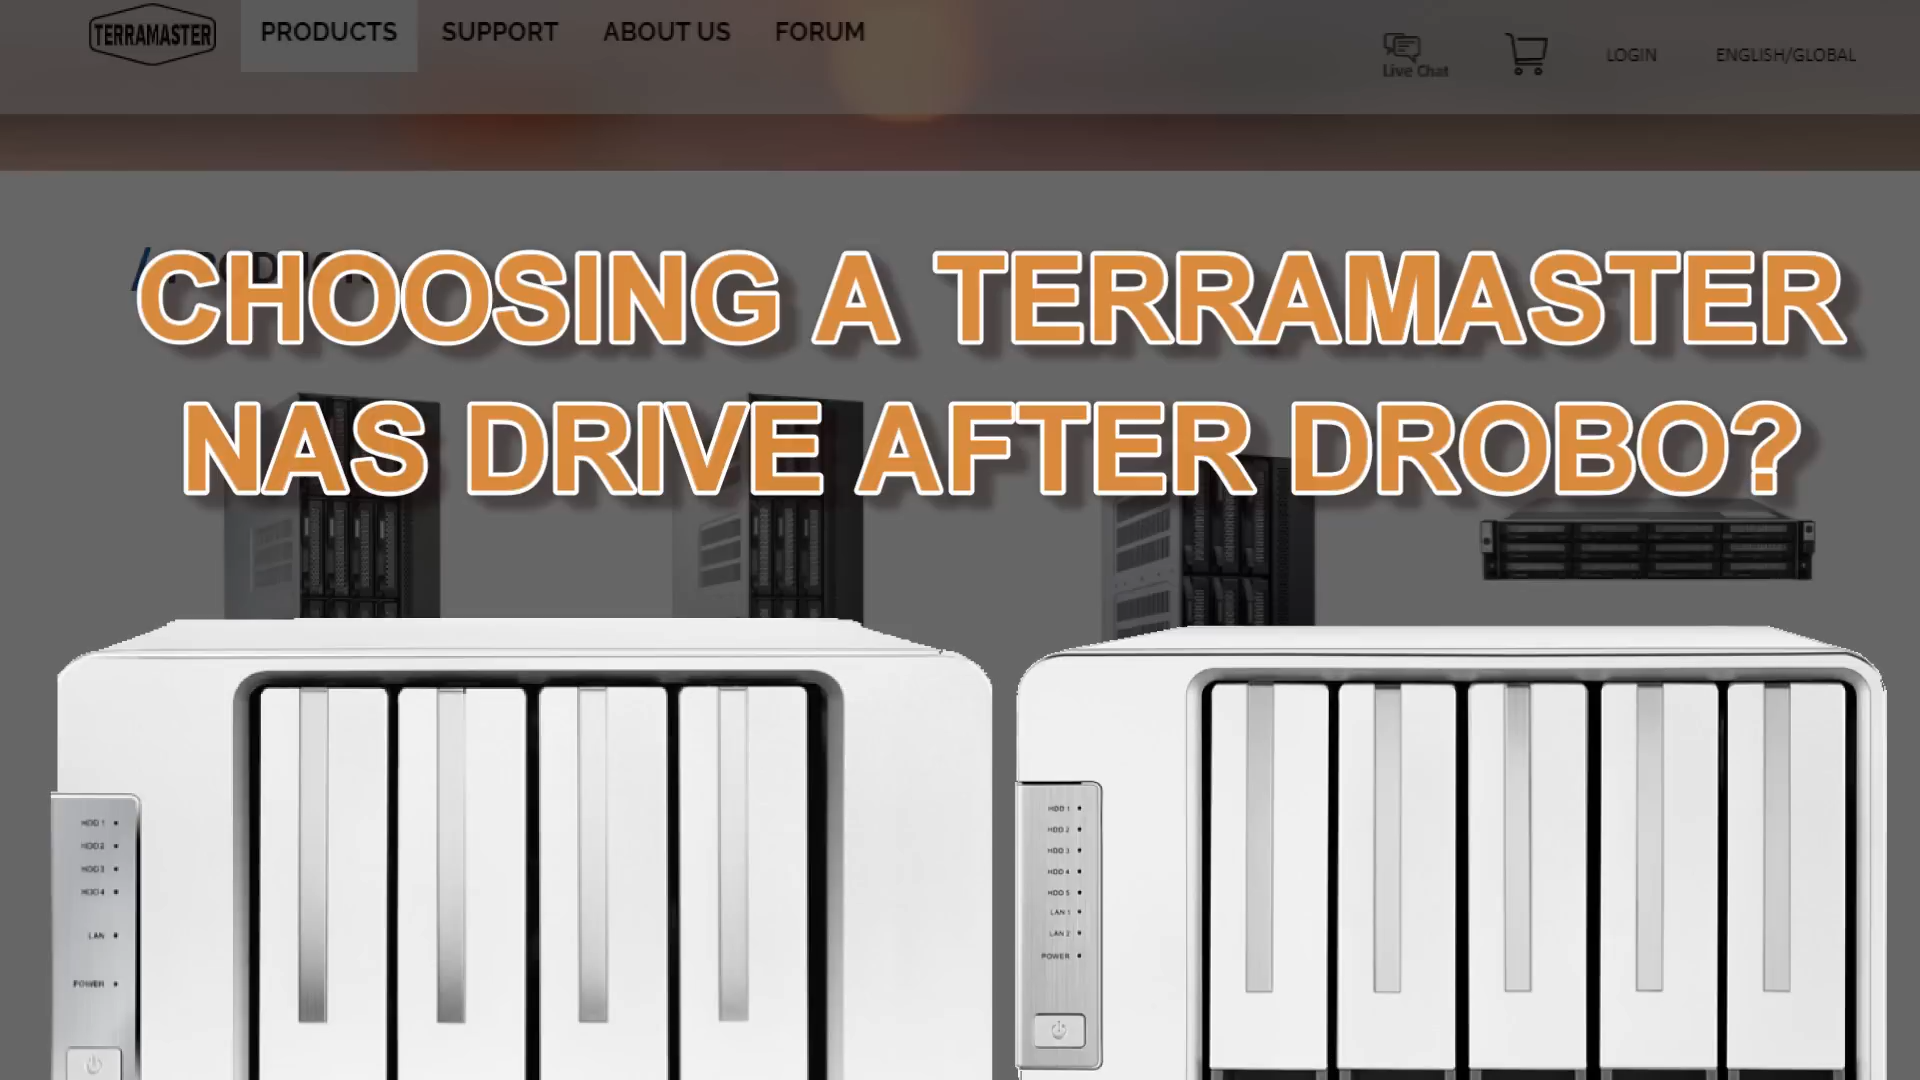 TERRAMASTER
PRODUCTS
SUPPORT
ABOUT US
FORUM
Live Chat
LOGIN
ENGLISH/GLOBAL
CHOOSING A TERRAMASTER
NAS DRIVE AFTER DROBO?
HDD 1
HDD 2
HDD 3
HDD 4
LAN
POWER
HDD 1
HDD 2
HDD 3
HDD 4
HDD 5
LAN 1
LAN 2
POWER